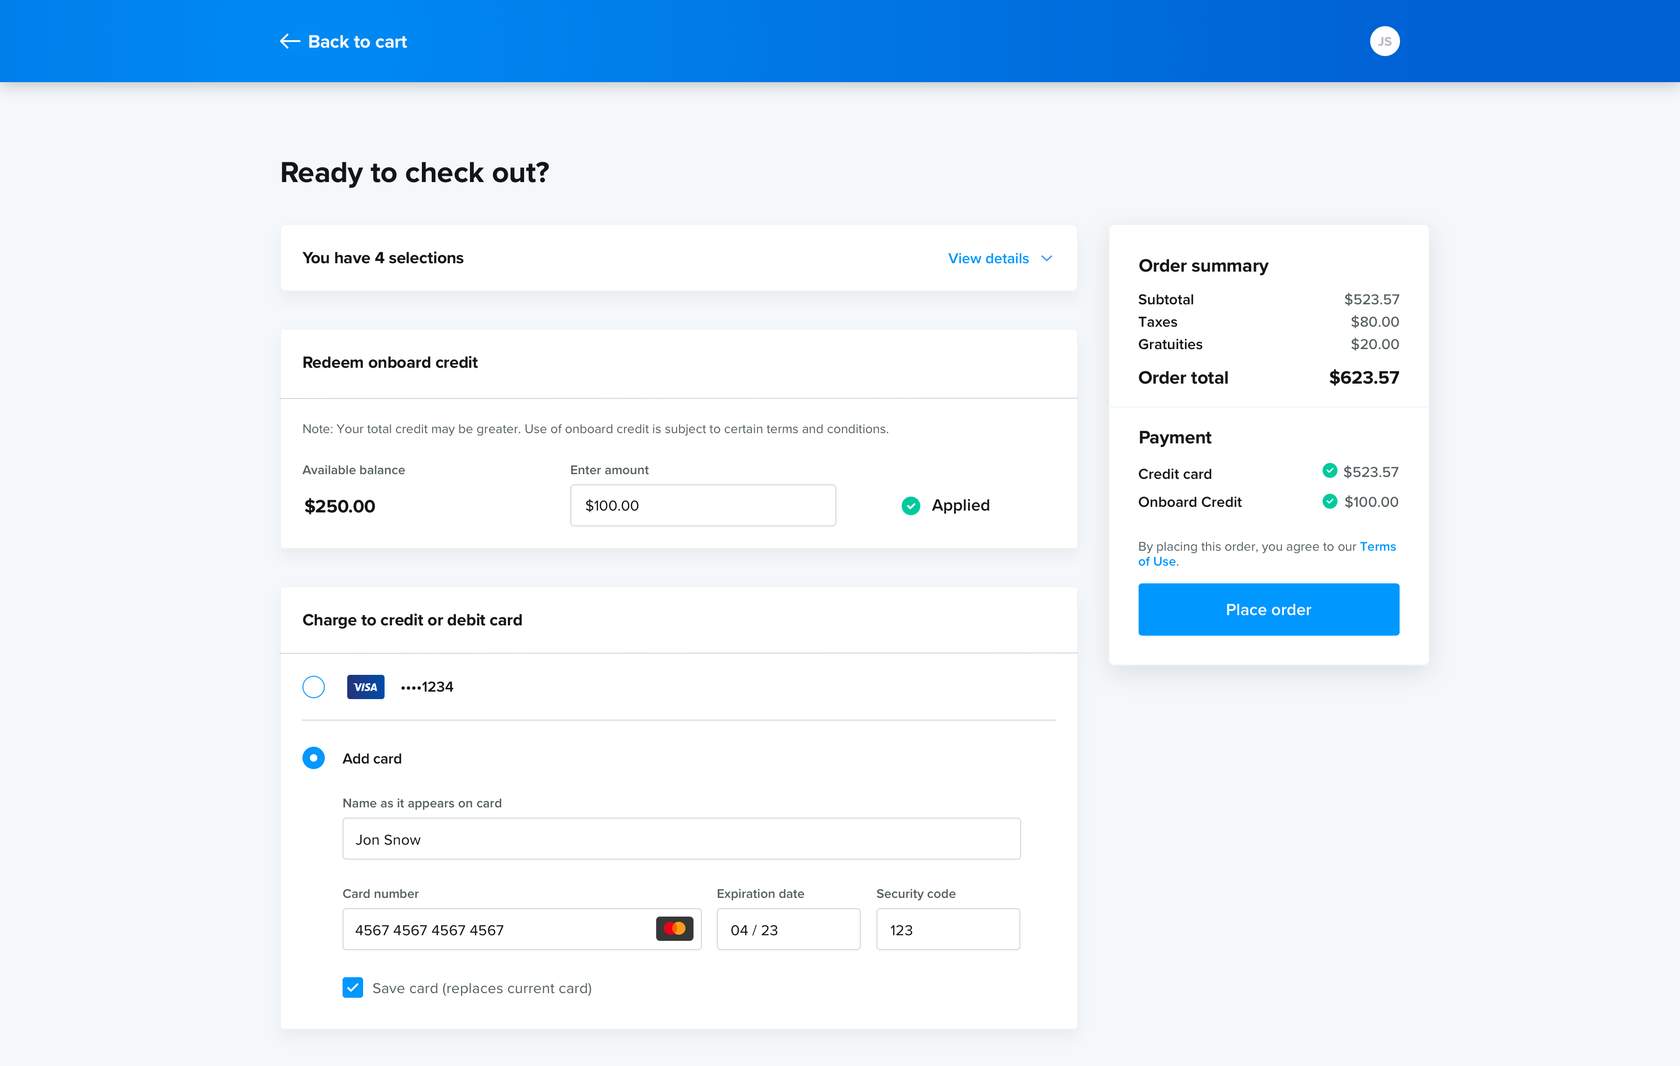 Back to cart
JS
Ready to check out?
You have 4 selections
View details
Redeem onboard credit
Note: Your total credit may be greater. Use of onboard credit is subject to certain terms and conditions.
Available balance
Enter amount
$250.00
$100.00
Applied
Charge to credit or debit card
VISA
••••1234
Add card
Name as it appears on card
Jon Snow
Card number
Expiration date
Security code
4567 4567 4567 4567
04 / 23
123
Save card (replaces current card)
Order summary
Subtotal $523.57
Taxes $80.00
Gratuities $20.00
Order total $623.57
Payment
Credit card $523.57
Onboard Credit $100.00
By placing this order, you agree to our Terms
of Use.
Place order